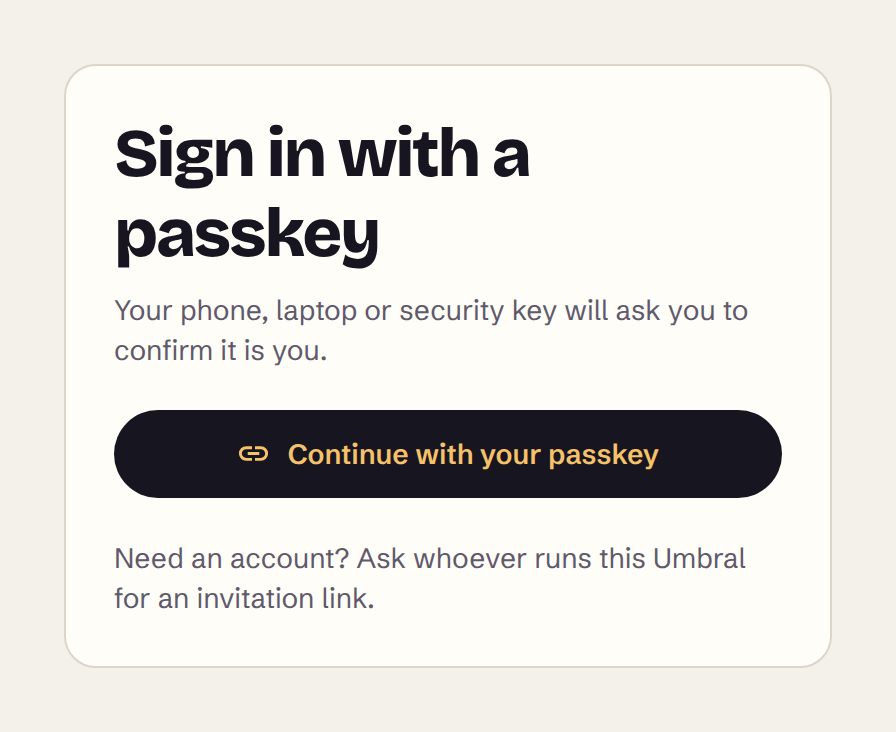 Sign in with a
passkey
Your phone, laptop or security key will ask you to
confirm it is you.
Continue with your passkey
Need an account? Ask whoever runs this Umbral
for an invitation link.